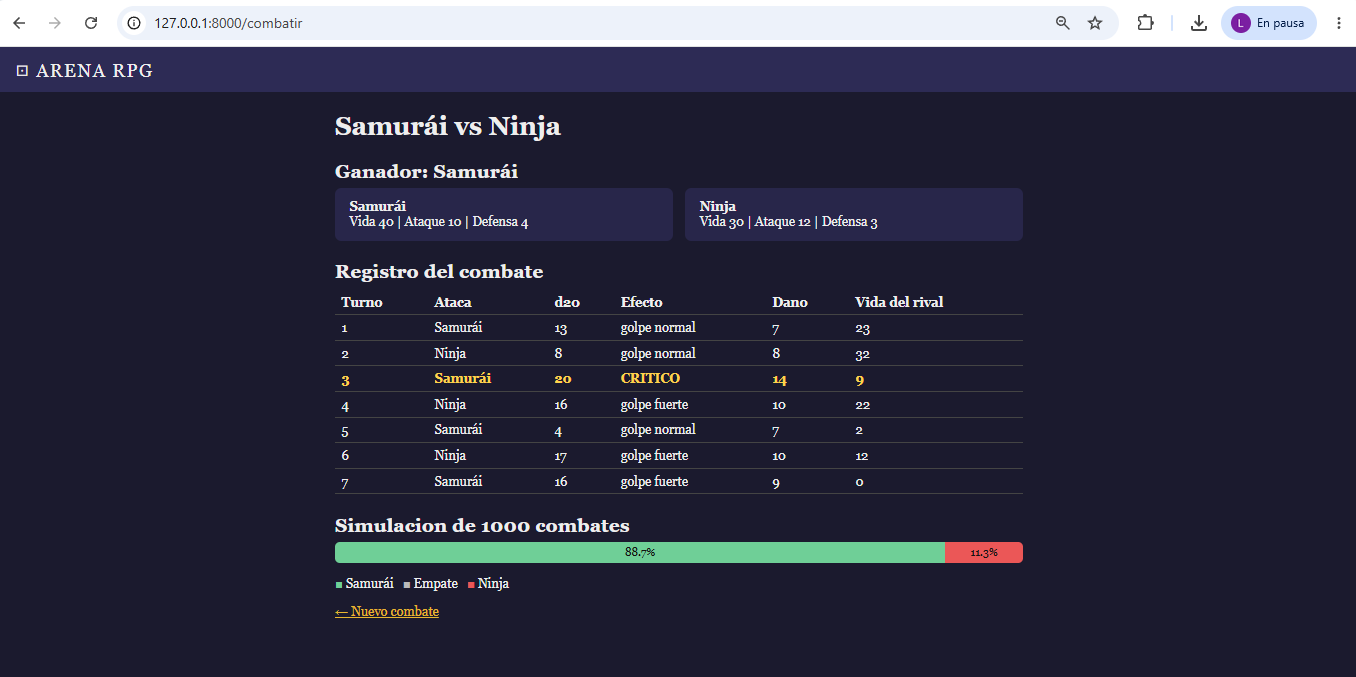 127.0.0.1:8000/combatir
L En pausa
ARENA RPG
Samurái vs Ninja
Ganador: Samurái
Samurái
Vida 40 | Ataque 10 | Defensa 4
Ninja
Vida 30 | Ataque 12 | Defensa 3
Registro del combate
Turno Ataca d20 Efecto Dano Vida del rival
1 Samurái 13 golpe normal 7 23
2 Ninja 8 golpe normal 8 32
3 Samurái 20 CRITICO 14 9
4 Ninja 16 golpe fuerte 10 22
5 Samurái 4 golpe normal 7 2
6 Ninja 17 golpe fuerte 10 12
7 Samurái 16 golpe fuerte 9 0
Simulacion de 1000 combates
88.7% 11.3%
Samurái Empate Ninja
← Nuevo combate